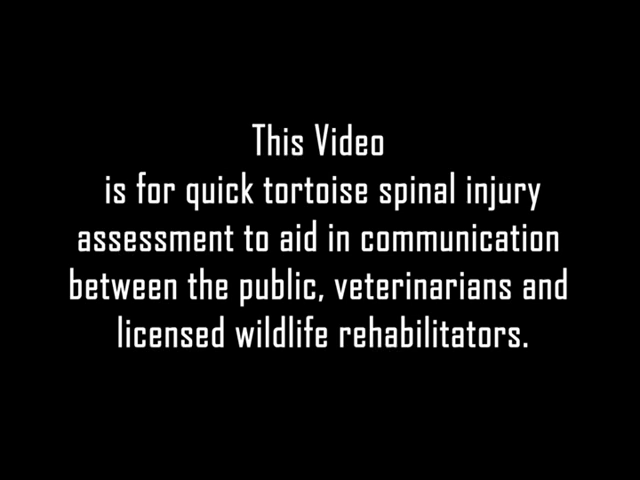 This Video
is for quick tortoise spinal injury
assessment to aid in communication
between the public, veterinarians and
licensed wildlife rehabilitators.